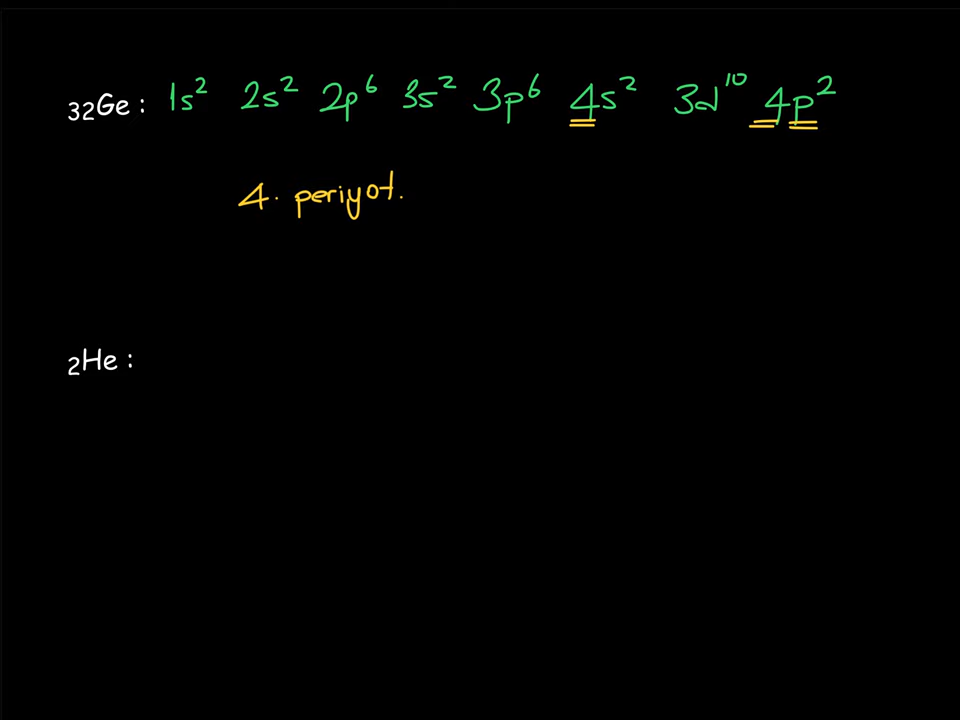 ₃₂Ge : 1s² 2s² 2p⁶ 3s² 3p⁶ 4s² 3d¹⁰ 4p²
4. periyot.
₂He :